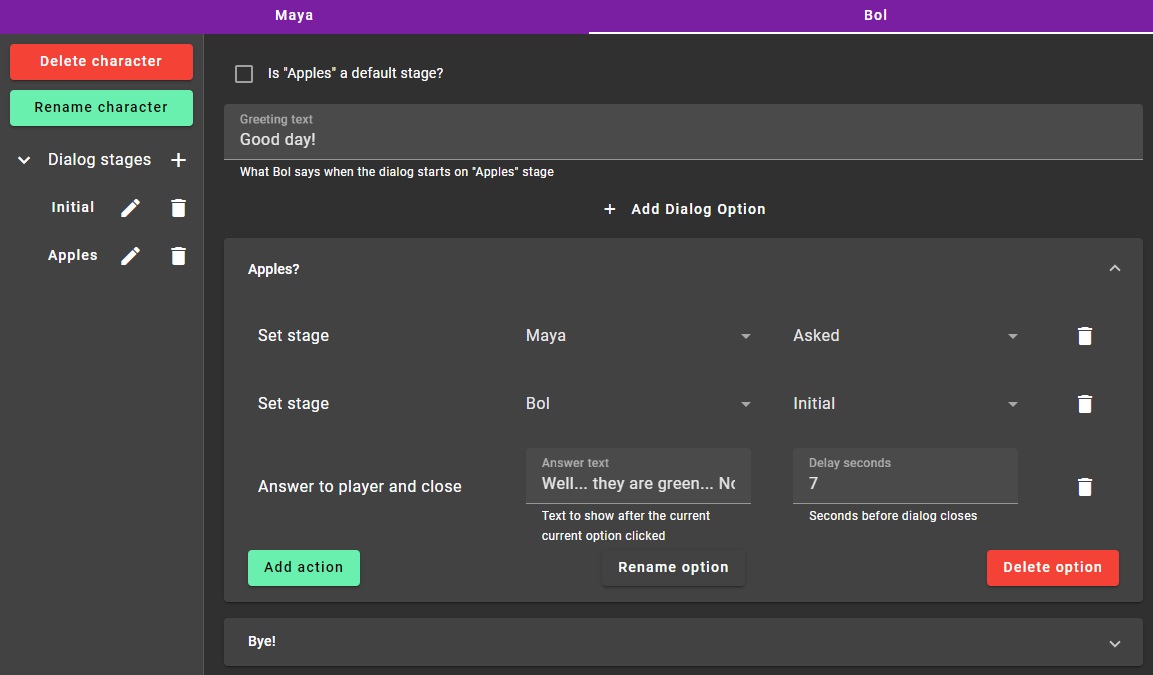 Maya
Bol
Delete character
Rename character
Dialog stages
Initial
Apples
Is "Apples" a default stage?
Greeting text
Good day!
What Bol says when the dialog starts on "Apples" stage
+ Add Dialog Option
Apples?
Set stage Maya Asked
Set stage Bol Initial
Answer to player and close
Answer text
Well... they are green...
Text to show after the current
current option clicked
Delay seconds
7
Seconds before dialog closes
Add action
Rename option
Delete option
Bye!